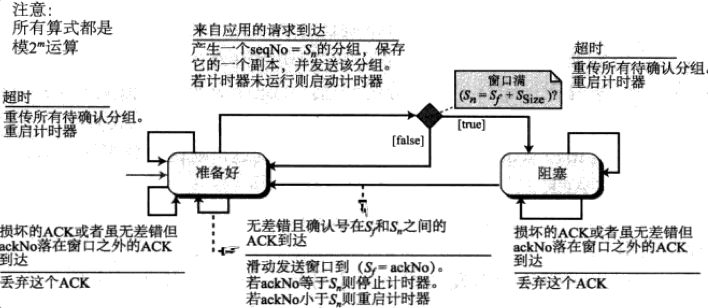 注意：
所有算式都是
模2ᵐ运算
来自应用的请求到达
产生一个seqNo = Sn的分组，保存
它的一个副本，并发送该分组。
若计时器未运行则启动计时器
窗口满
(Sn = Sf + SSize)?
超时
重传所有待确认分组.
重启计时器
超时
重传所有待确认分组。
重启计时器
[false]
[true]
准备好
阻塞
损坏的ACK或者虽无差错但
ackNo落在窗口之外的ACK
到达
丢弃这个ACK
无差错且确认号在Sf和Sn之间的
ACK到达
滑动发送窗口到（Sf = ackNo）。
若ackNo等于Sn则停止计时器。
若ackNo小于Sn则重启计时器
损坏的ACK或者虽无差错但
ackNo落在窗口之外的ACK
到达
丢弃这个ACK